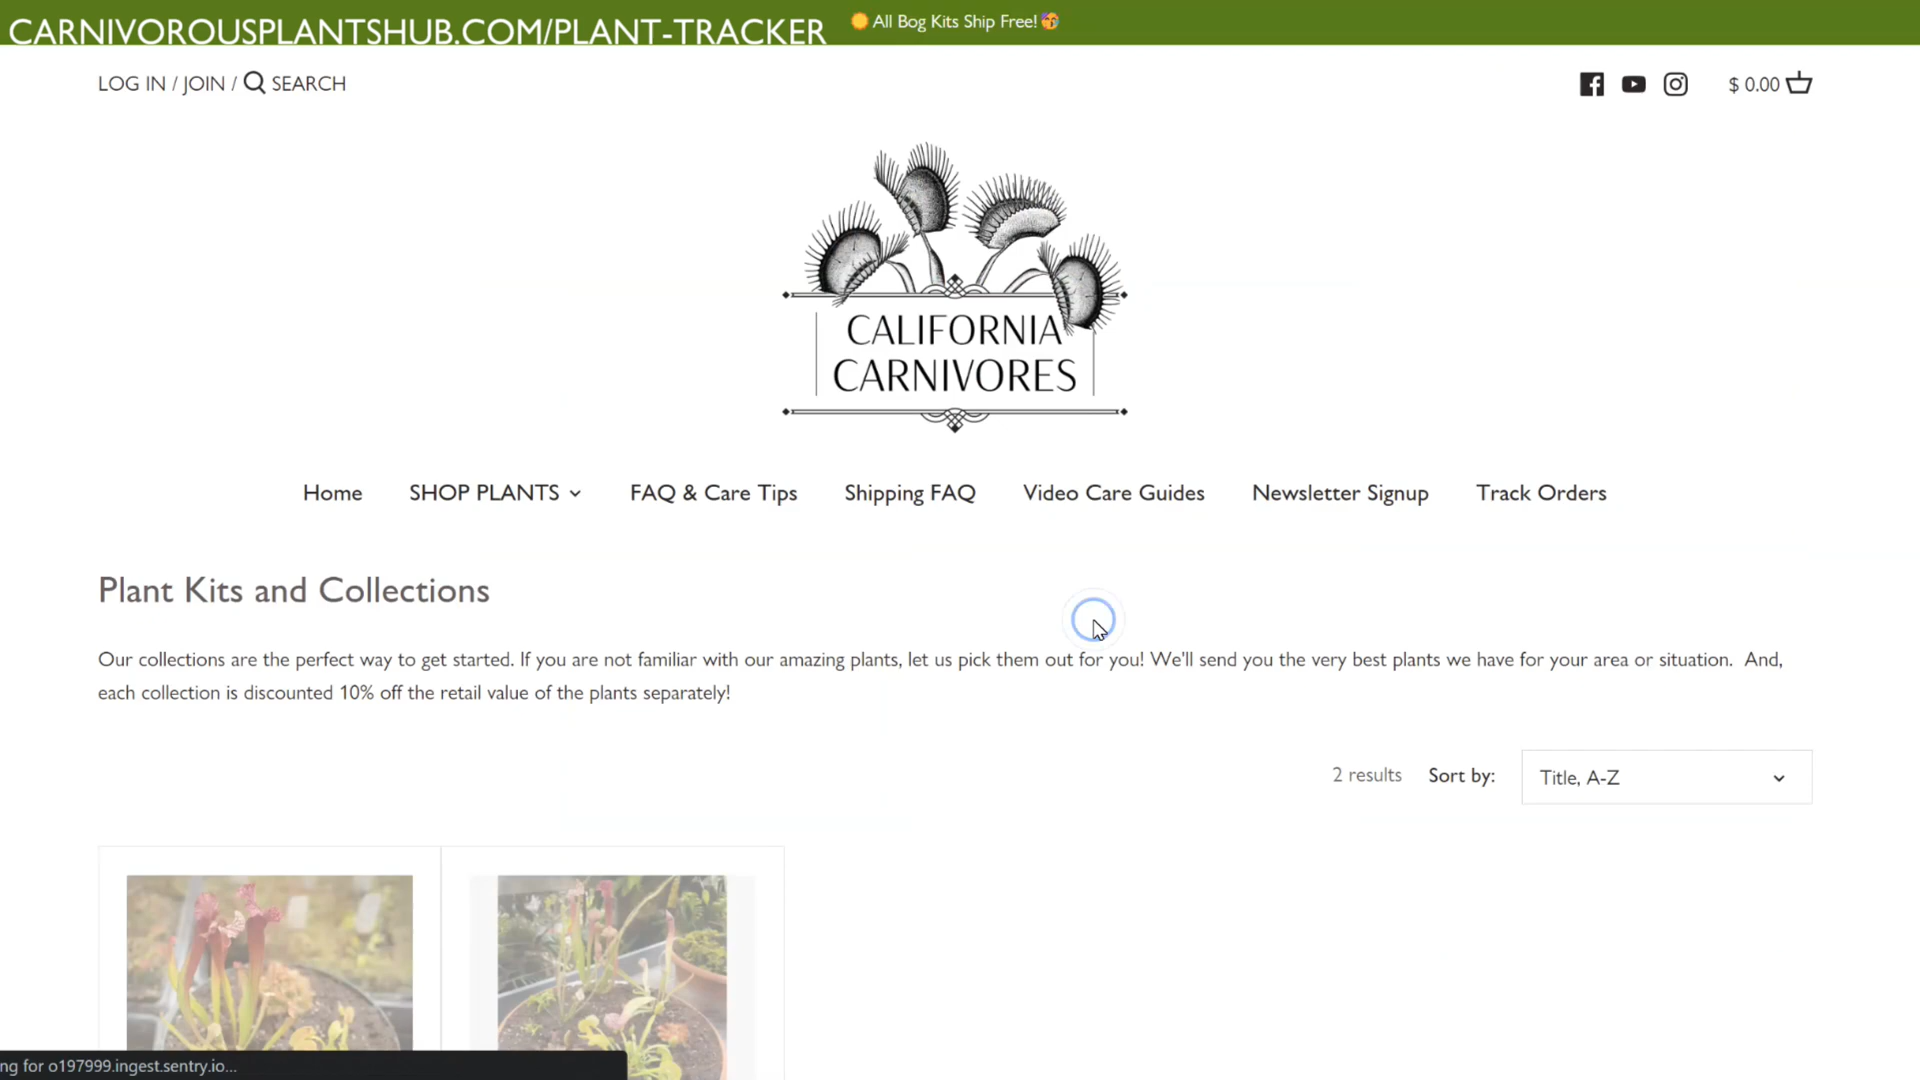 CARNIVOROUSPLANTSHUB.COM/PLANT-TRACKER
🌞 All Bog Kits Ship Free! 🥳
LOG IN / JOIN / SEARCH
$ 0.00
CALIFORNIA
CARNIVORES
Home
SHOP PLANTS
FAQ & Care Tips
Shipping FAQ
Video Care Guides
Newsletter Signup
Track Orders
Plant Kits and Collections
Our collections are the perfect way to get started. If you are not familiar with our amazing plants, let us pick them out for you! We'll send you the very best plants we have for your area or situation. And,
each collection is discounted 10% off the retail value of the plants separately!
2 results
Sort by:
Title, A-Z
ng for o197999.ingest.sentry.io...